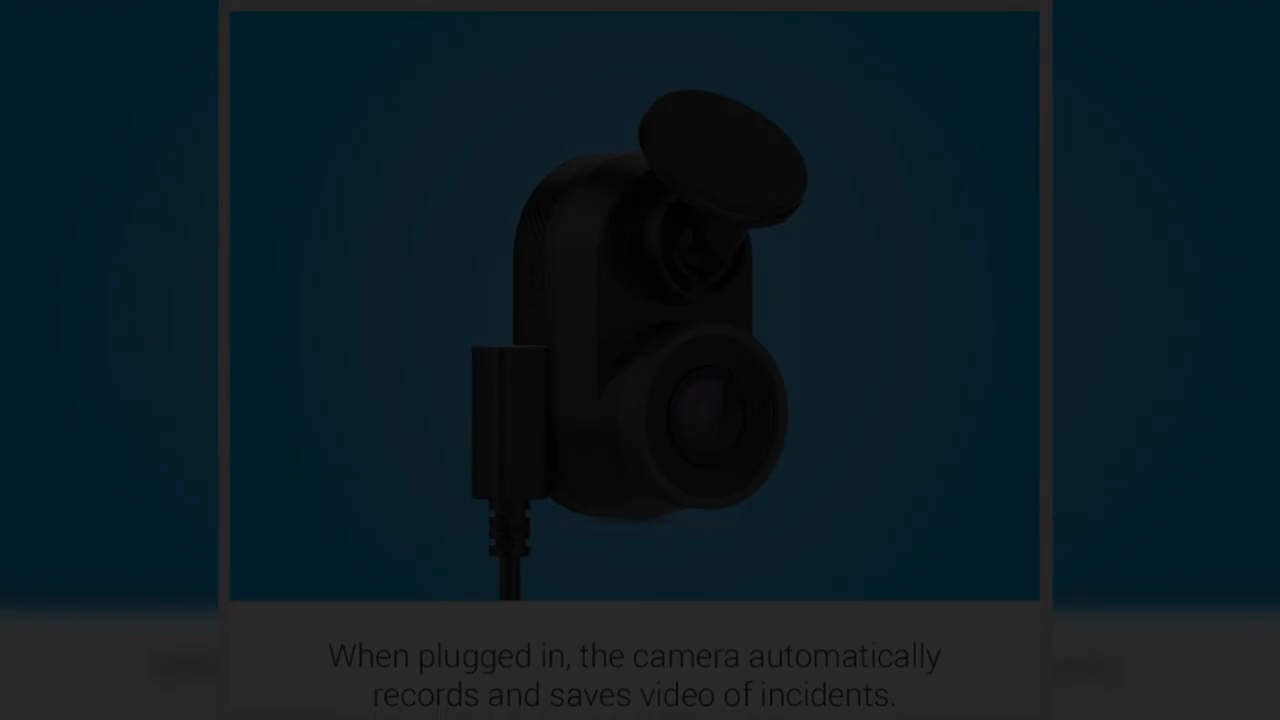 When plugged in, the camera automatically
records and saves video of incidents.